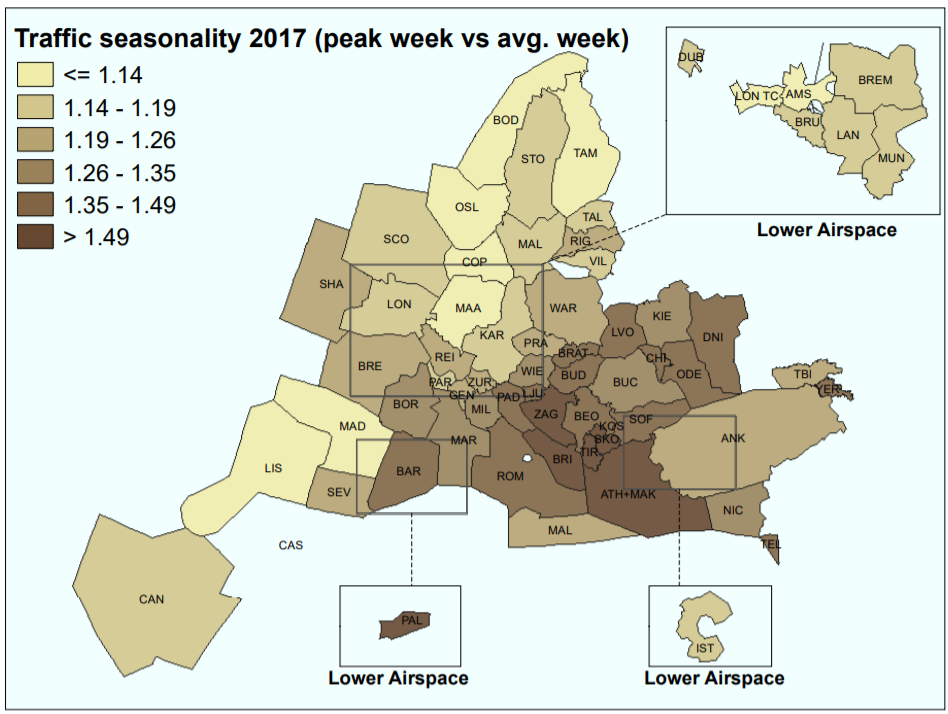 Traffic seasonality 2017 (peak week vs avg. week)
<= 1.14
1.14 - 1.19
1.19 - 1.26
1.26 - 1.35
1.35 - 1.49
> 1.49
DUB
LON TC
AMS
BREM
BRU
LAN
MUN
Lower Airspace
BOD
STO
TAM
OSL
SCO
MAL
TAL
RIG
VIL
COP
SHA
LON
MAA
WAR
KAR
KIE
LVO
DNI
PRA
BRE
REI
BRAT
CHI
PAR
ZUR
WIE
BUD
BUC
ODE
TBI
YER
GEN
LJU
BOR
MIL
PAD
ZAG
BEO
SOF
MAD
KOS
MAR
SKO
ANK
TIR
LIS
BAR
ROM
BRI
SEV
ATH+MAK
NIC
MAL
CAS
TEL
CAN
PAL
IST
Lower Airspace
Lower Airspace